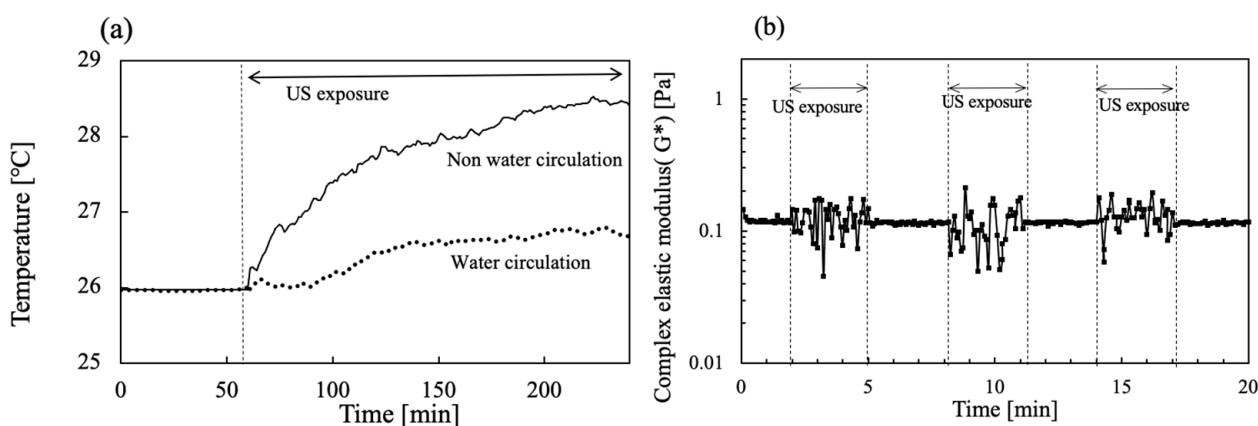 (a)
29
28
27
26
25
Temperature [℃]
US exposure
Non water circulation
Water circulation
0
50
100
150
200
Time [min]
(b)
Complex elastic modulus( G*) [Pa]
1
0.1
0.01
US exposure
US exposure
US exposure
0
5
10
15
20
Time [min]